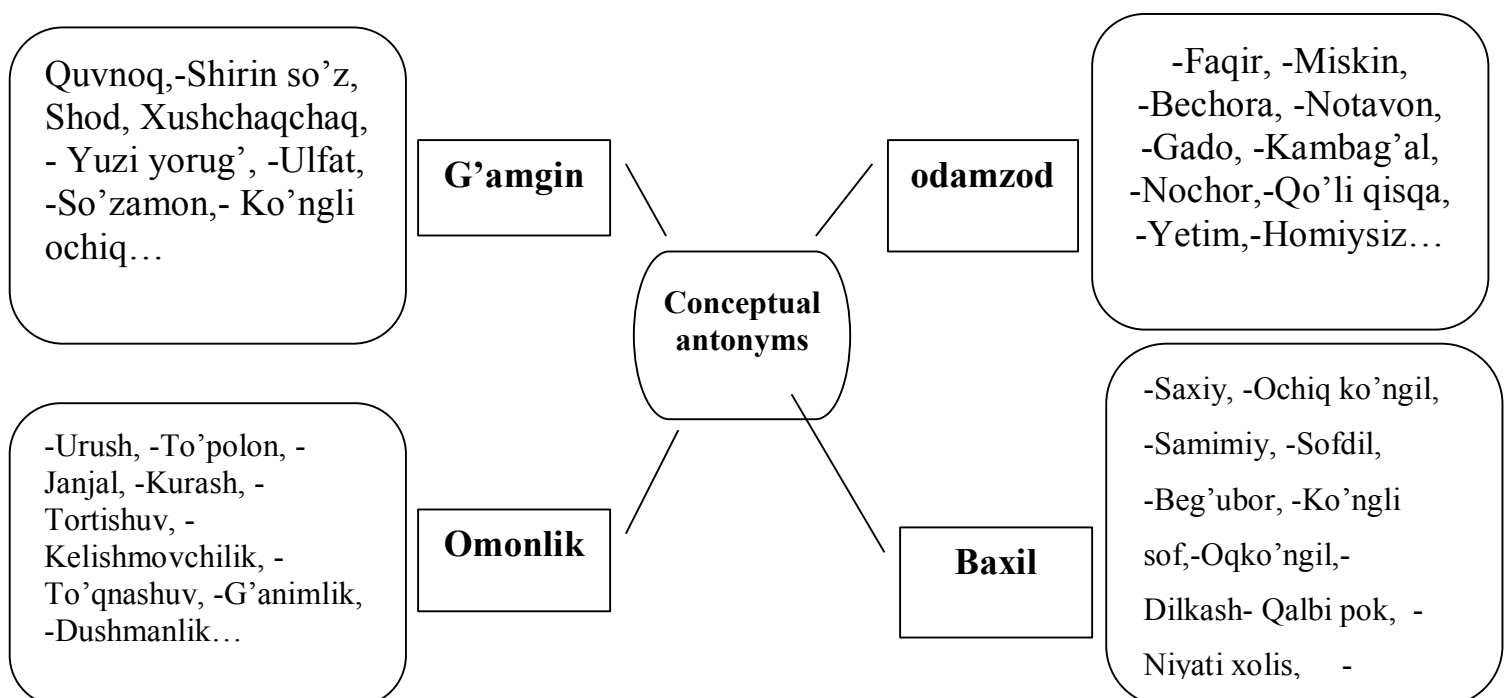 Quvnoq,-Shirin so’z,
Shod, Xushchaqchaq,
- Yuzi yorug’, -Ulfat,
-So’zamon,- Ko’ngli
ochiq…
G’amgin
odamzod
-Faqir, -Miskin,
-Bechora, -Notavon,
-Gado, -Kambag’al,
-Nochor,-Qo’li qisqa,
-Yetim,-Homiysiz…
Conceptual
antonyms
-Urush, -To’polon, -
Janjal, -Kurash, -
Tortishuv, -
Kelishmovchilik, -
To’qnashuv, -G’animlik,
-Dushmanlik…
Omonlik
Baxil
-Saxiy, -Ochiq ko’ngil,
-Samimiy, -Sofdil,
-Beg’ubor, -Ko’ngli
sof,-Oqko’ngil,-
Dilkash- Qalbi pok, -
Niyati xolis, -